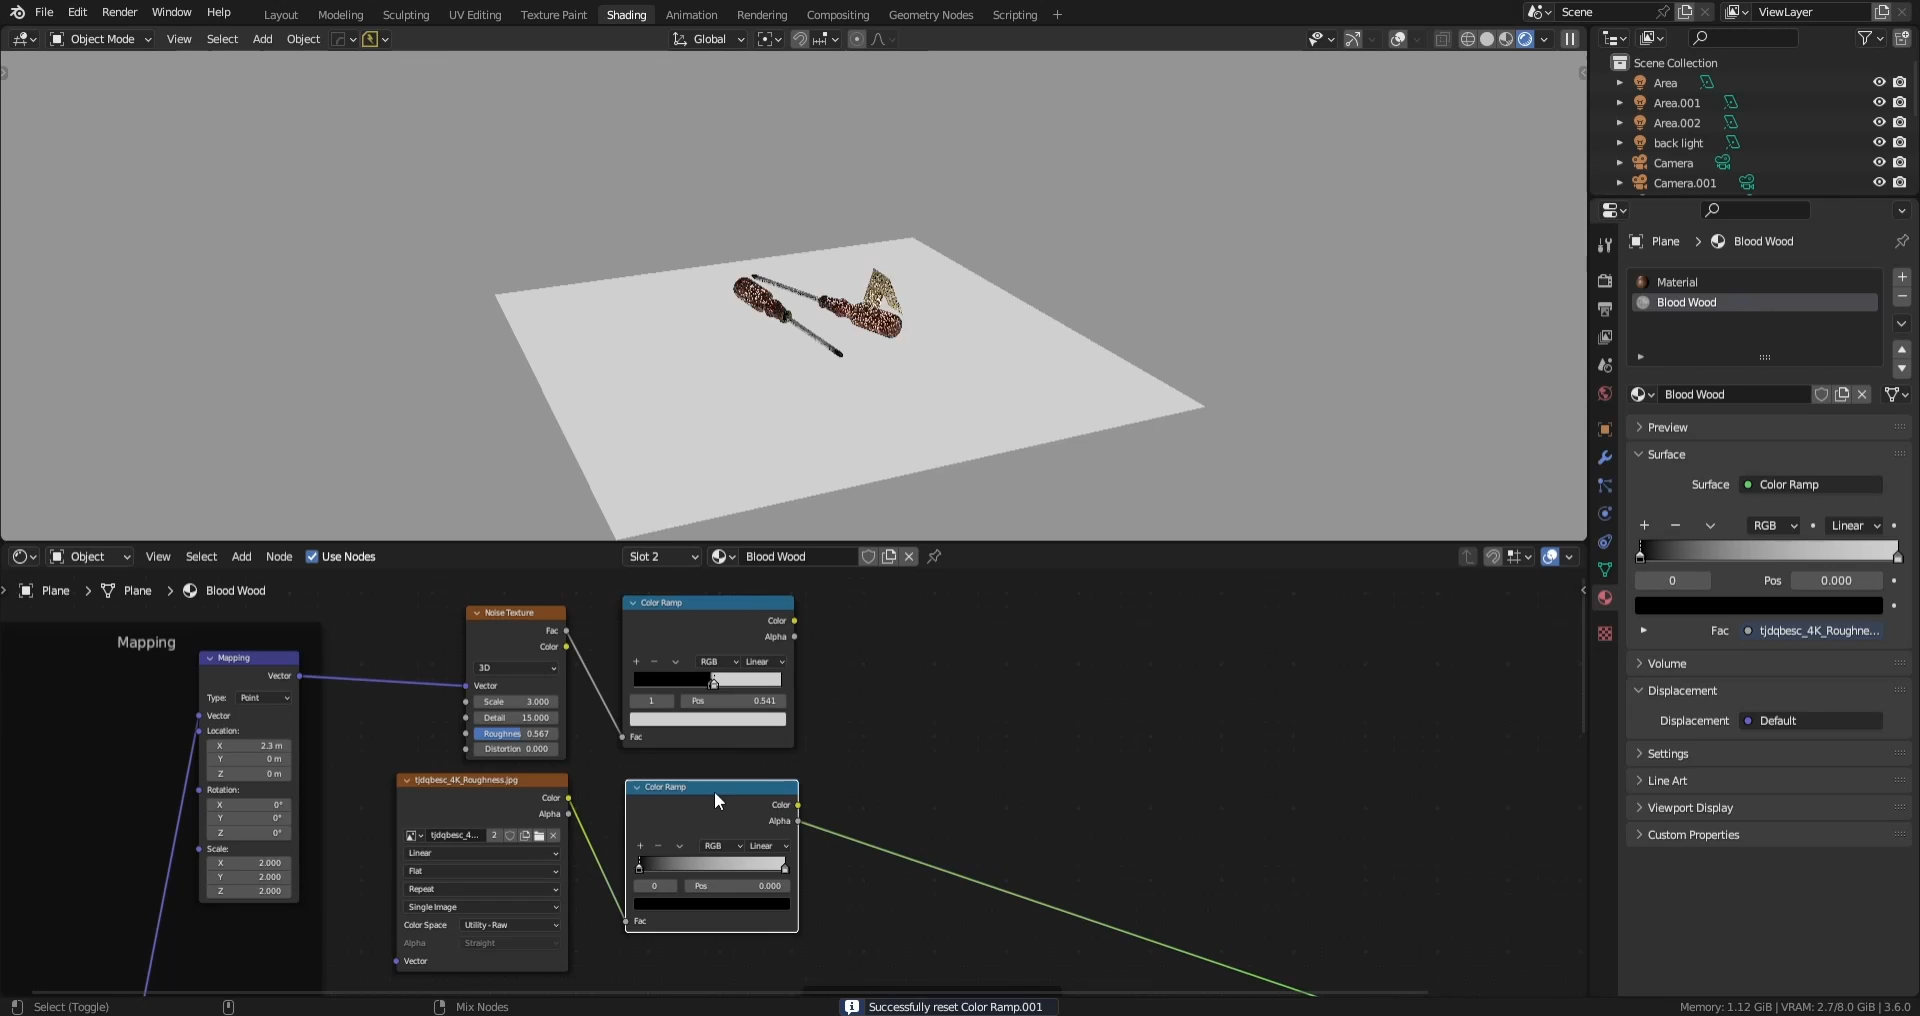 File Edit Render Window Help Layout Modeling Sculpting UV Editing Texture Paint Shading Animation Rendering Compositing Geometry Nodes Scripting + Scene ViewLayer
Object Mode View Select Add Object Global
Scene Collection
Area
Area.001
Area.002
back light
Camera
Camera.001
Plane > Blood Wood
Material
Blood Wood
Blood Wood
Preview
Surface
Surface Color Ramp
+ − RGB Linear
0 Pos 0.000
Fac tjdqbesc_4K_Roughne...
Volume
Displacement
Displacement Default
Settings
Line Art
Viewport Display
Custom Properties
Object View Select Add Node Use Nodes Slot 2 Blood Wood
Plane > Plane > Blood Wood
Mapping
Mapping
Vector
Type: Point
Vector
Location:
X 2.3 m
Y 0 m
Z 0 m
Rotation:
X 0°
Y 0°
Z 0°
Scale:
X 2.000
Y 2.000
Z 2.000
Noise Texture
Fac
Color
3D
Vector
Scale 3.000
Detail 15.000
Roughnes 0.567
Distortion 0.000
Color Ramp
Color
Alpha
+ − RGB Linear
1 Pos 0.541
Fac
tjdqbesc_4K_Roughness.jpg
Color
Alpha
tjdqbesc_4... 2
Linear
Flat
Repeat
Single Image
Color Space Utility - Raw
Alpha Straight
Vector
Color Ramp
Color
Alpha
+ − RGB Linear
0 Pos 0.000
Fac
Select (Toggle) Mix Nodes Successfully reset Color Ramp.001 Memory: 1.12 GiB | VRAM: 2.7/8.0 GiB | 3.6.0